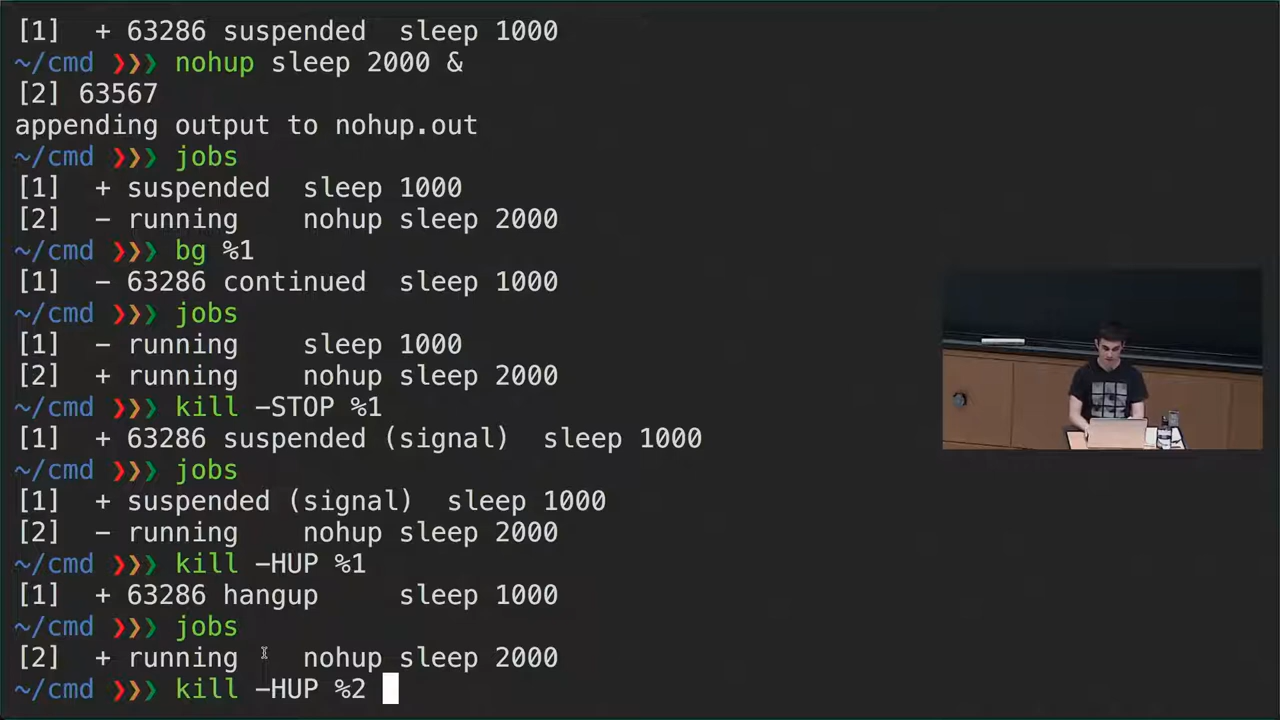 [1]  + 63286 suspended  sleep 1000
~/cmd ❯❯❯ nohup sleep 2000 &
[2] 63567
appending output to nohup.out
~/cmd ❯❯❯ jobs
[1]  + suspended  sleep 1000
[2]  - running    nohup sleep 2000
~/cmd ❯❯❯ bg %1
[1]  - 63286 continued  sleep 1000
~/cmd ❯❯❯ jobs
[1]  - running    sleep 1000
[2]  + running    nohup sleep 2000
~/cmd ❯❯❯ kill -STOP %1
[1]  + 63286 suspended (signal)  sleep 1000
~/cmd ❯❯❯ jobs
[1]  + suspended (signal)  sleep 1000
[2]  - running    nohup sleep 2000
~/cmd ❯❯❯ kill -HUP %1
[1]  + 63286 hangup     sleep 1000
~/cmd ❯❯❯ jobs
[2]  + running    nohup sleep 2000
~/cmd ❯❯❯ kill -HUP %2